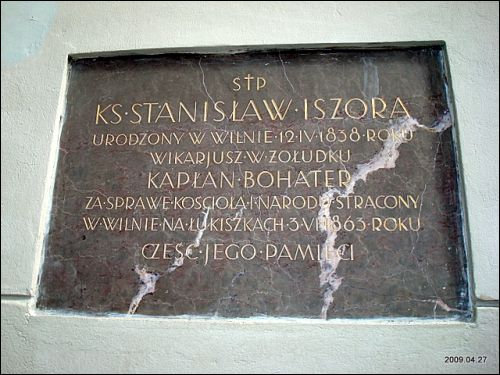 S†P
KS·STANISŁAW·ISZORA
URODZONY·W·WILNIE·12·IV·1838·ROKU
WIKARJUSZ·W·ŻOŁUDKU
KAPŁAN·BOHATER
ZA·SPRAWĘ·KOŚCIOŁA·I·NARODU·STRACONY
W·WILNIE·NA·ŁUKISZKACH·3·VI·1863·ROKU
CZEŚĆ·JEGO·PAMIĘCI
2009.04.27